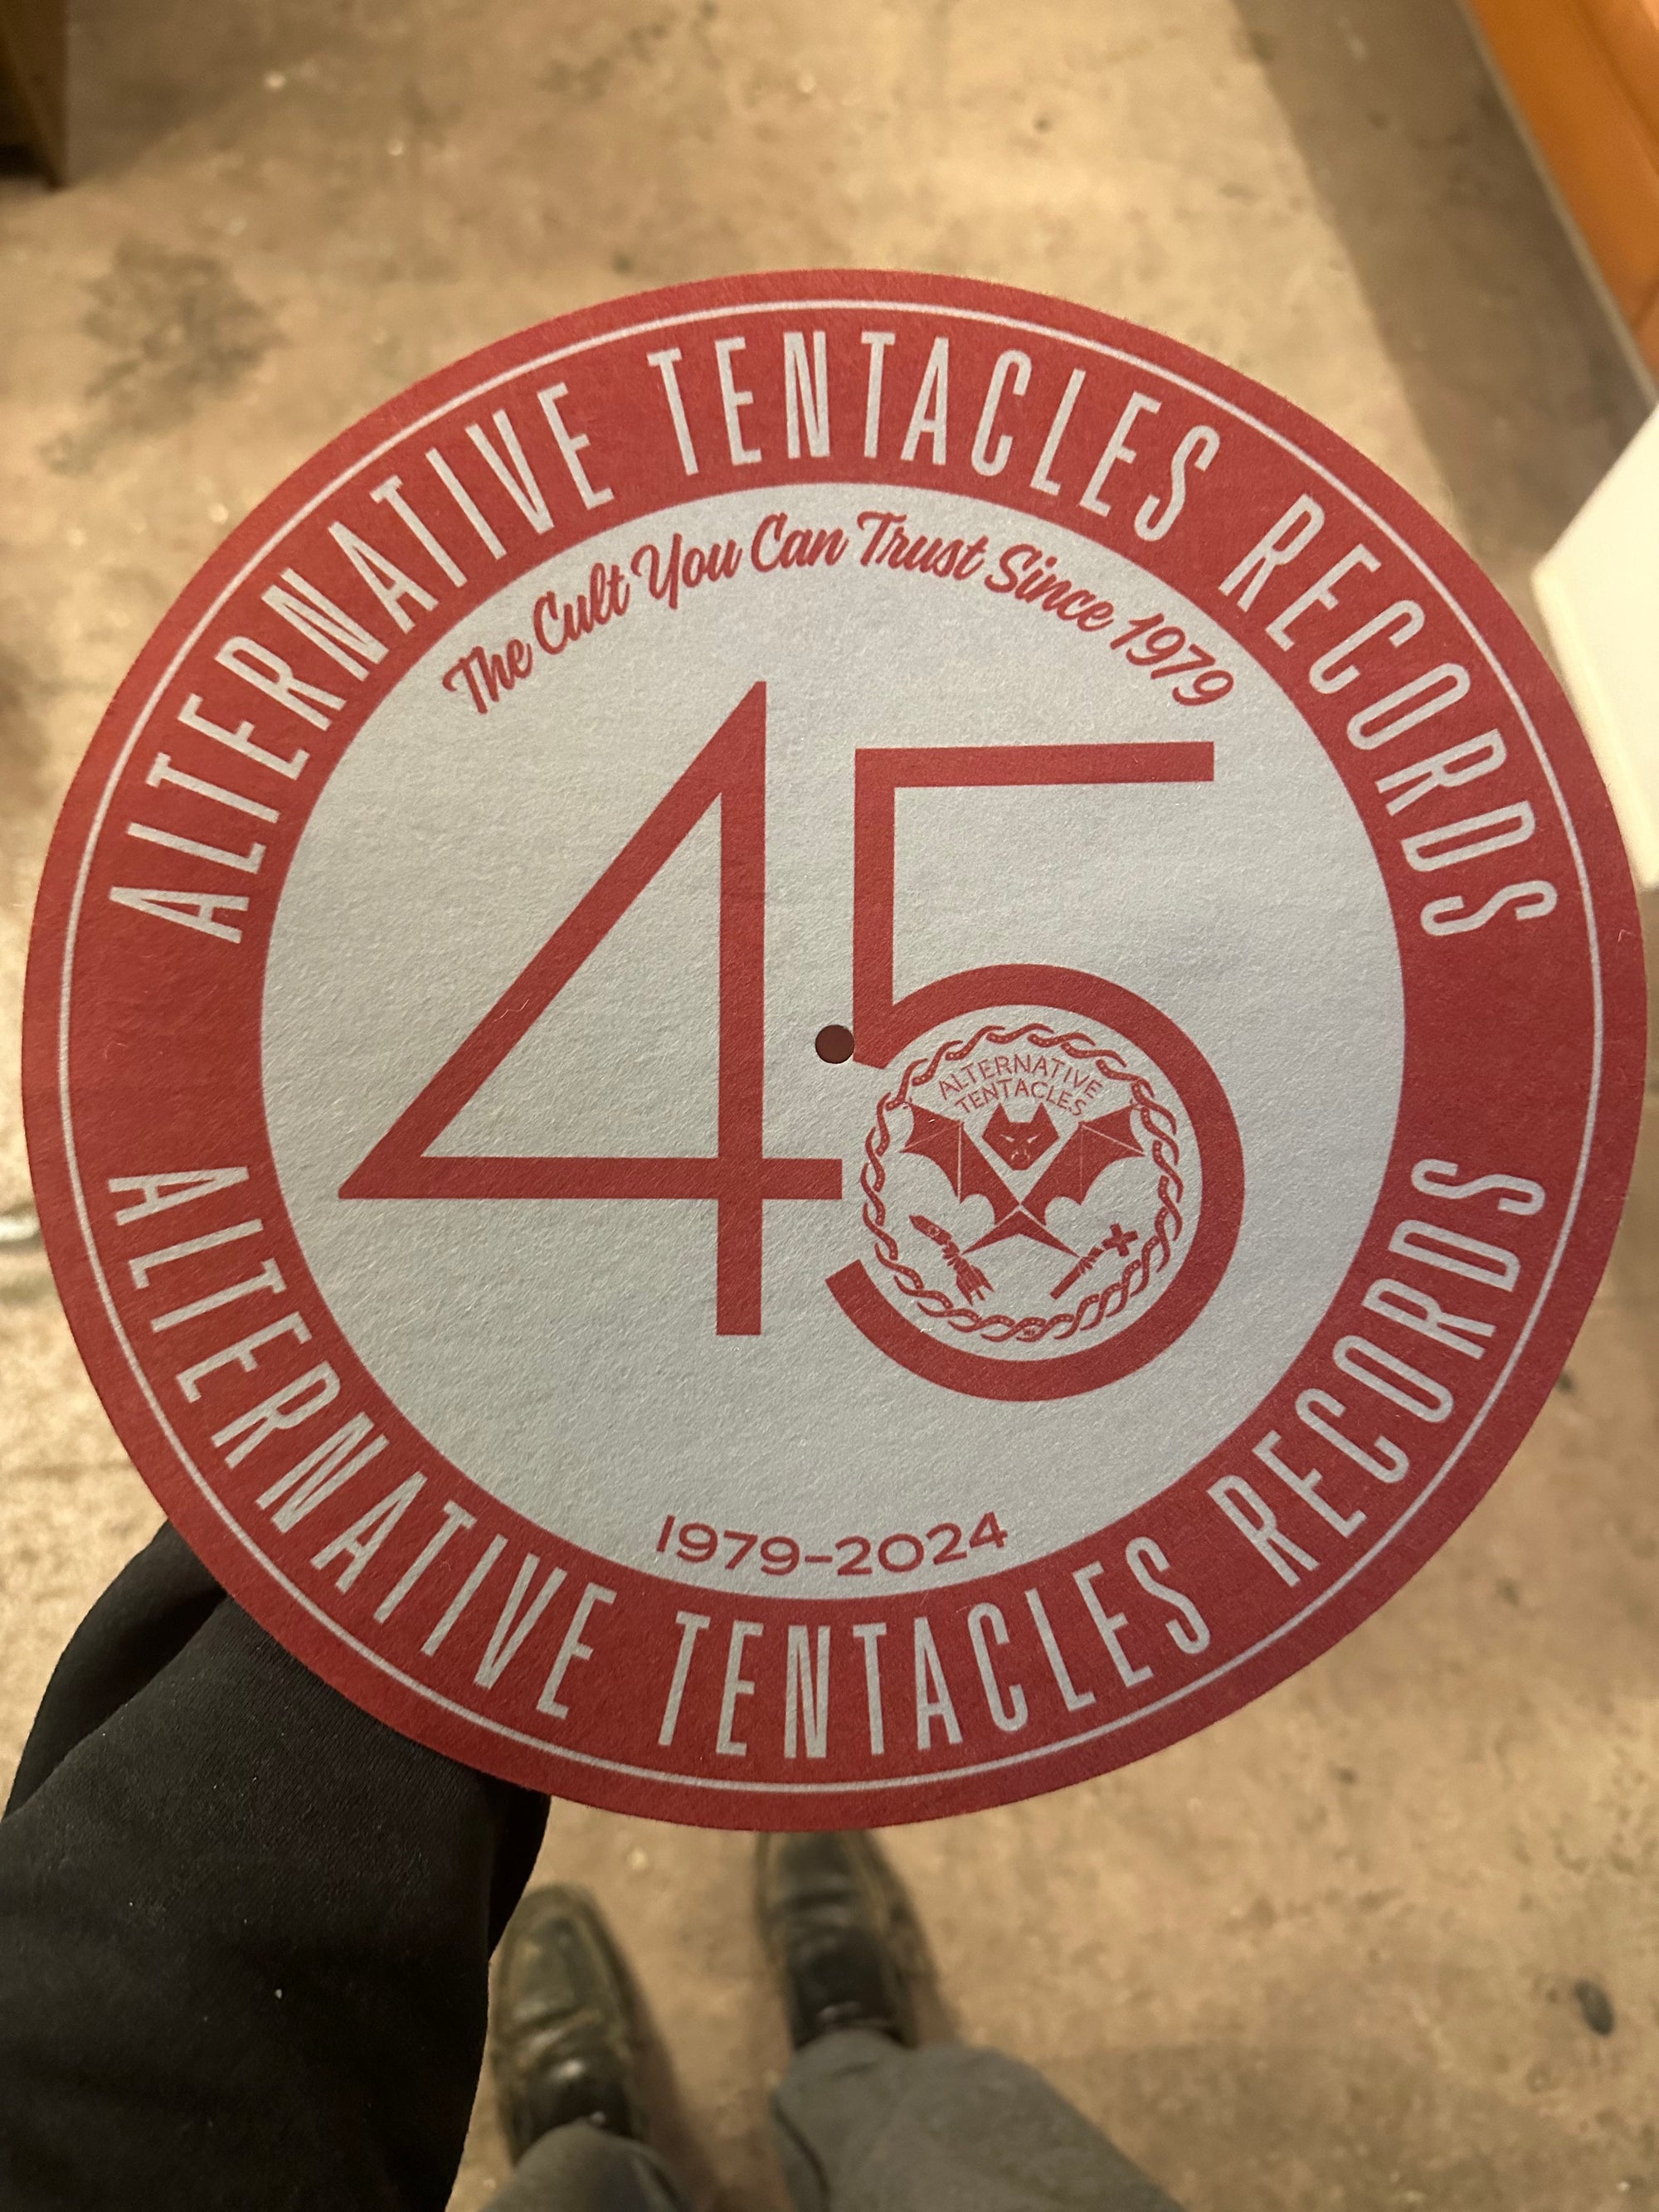 ALTERNATIVE TENTACLES RECORDS
The Cult You Can Trust Since 1979
45
ALTERNATIVE
TENTACLES
1979-2024
ALTERNATIVE TENTACLES RECORDS